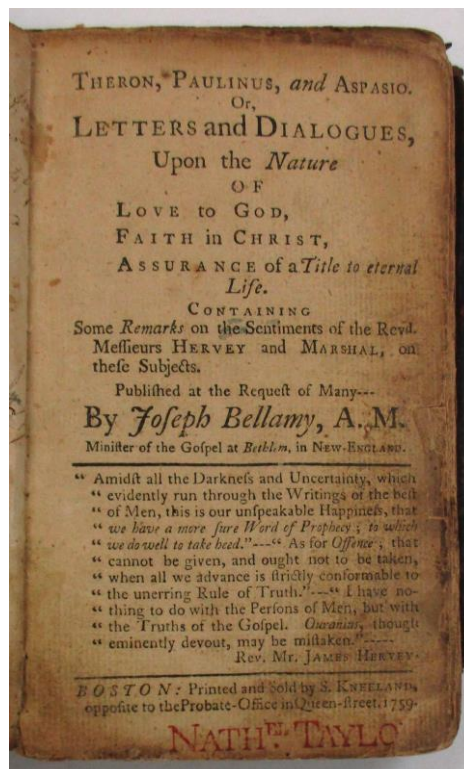 THERON, PAULINUS, and ASPASIO.
Or,
LETTERS and DIALOGUES,
Upon the Nature
OF
LOVE to GOD,
FAITH in CHRIST,
ASSURANCE of a Title to eternal
Life.
CONTAINING
Some Remarks on the Sentiments of the Revd.
Meſſieurs HERVEY and MARSHAL, on
theſe Subjects.
Publiſhed at the Requeſt of Many---
By Joſeph Bellamy, A. M.
Miniſter of the Goſpel at Bethlem, in NEW-ENGLAND.
“ Amidſt all the Darkneſs and Uncertainty, which
“ evidently run through the Writings of the beſt
“ of Men, this is our unſpeakable Happineſs, that
“ we have a more ſure Word of Prophecy ; to which
“ we do well to take heed.”---“ As for Offence ; that
“ cannot be given, and ought not to be taken,
“ when all we advance is ſtrictly conformable to
“ the unerring Rule of Truth.”---“ I have no-
“ thing to do with the Perſons of Men, but with
“ the Truths of the Goſpel. Ouranius, though
“ eminently devout, may be miſtaken.”-----
Rev. Mr. JAMES HERVEY.
BOSTON: Printed and Sold by S. KNEELAND,
oppoſite to the Probate-Office in Queen-ſtreet. 1759.
NATHEL TAYLO